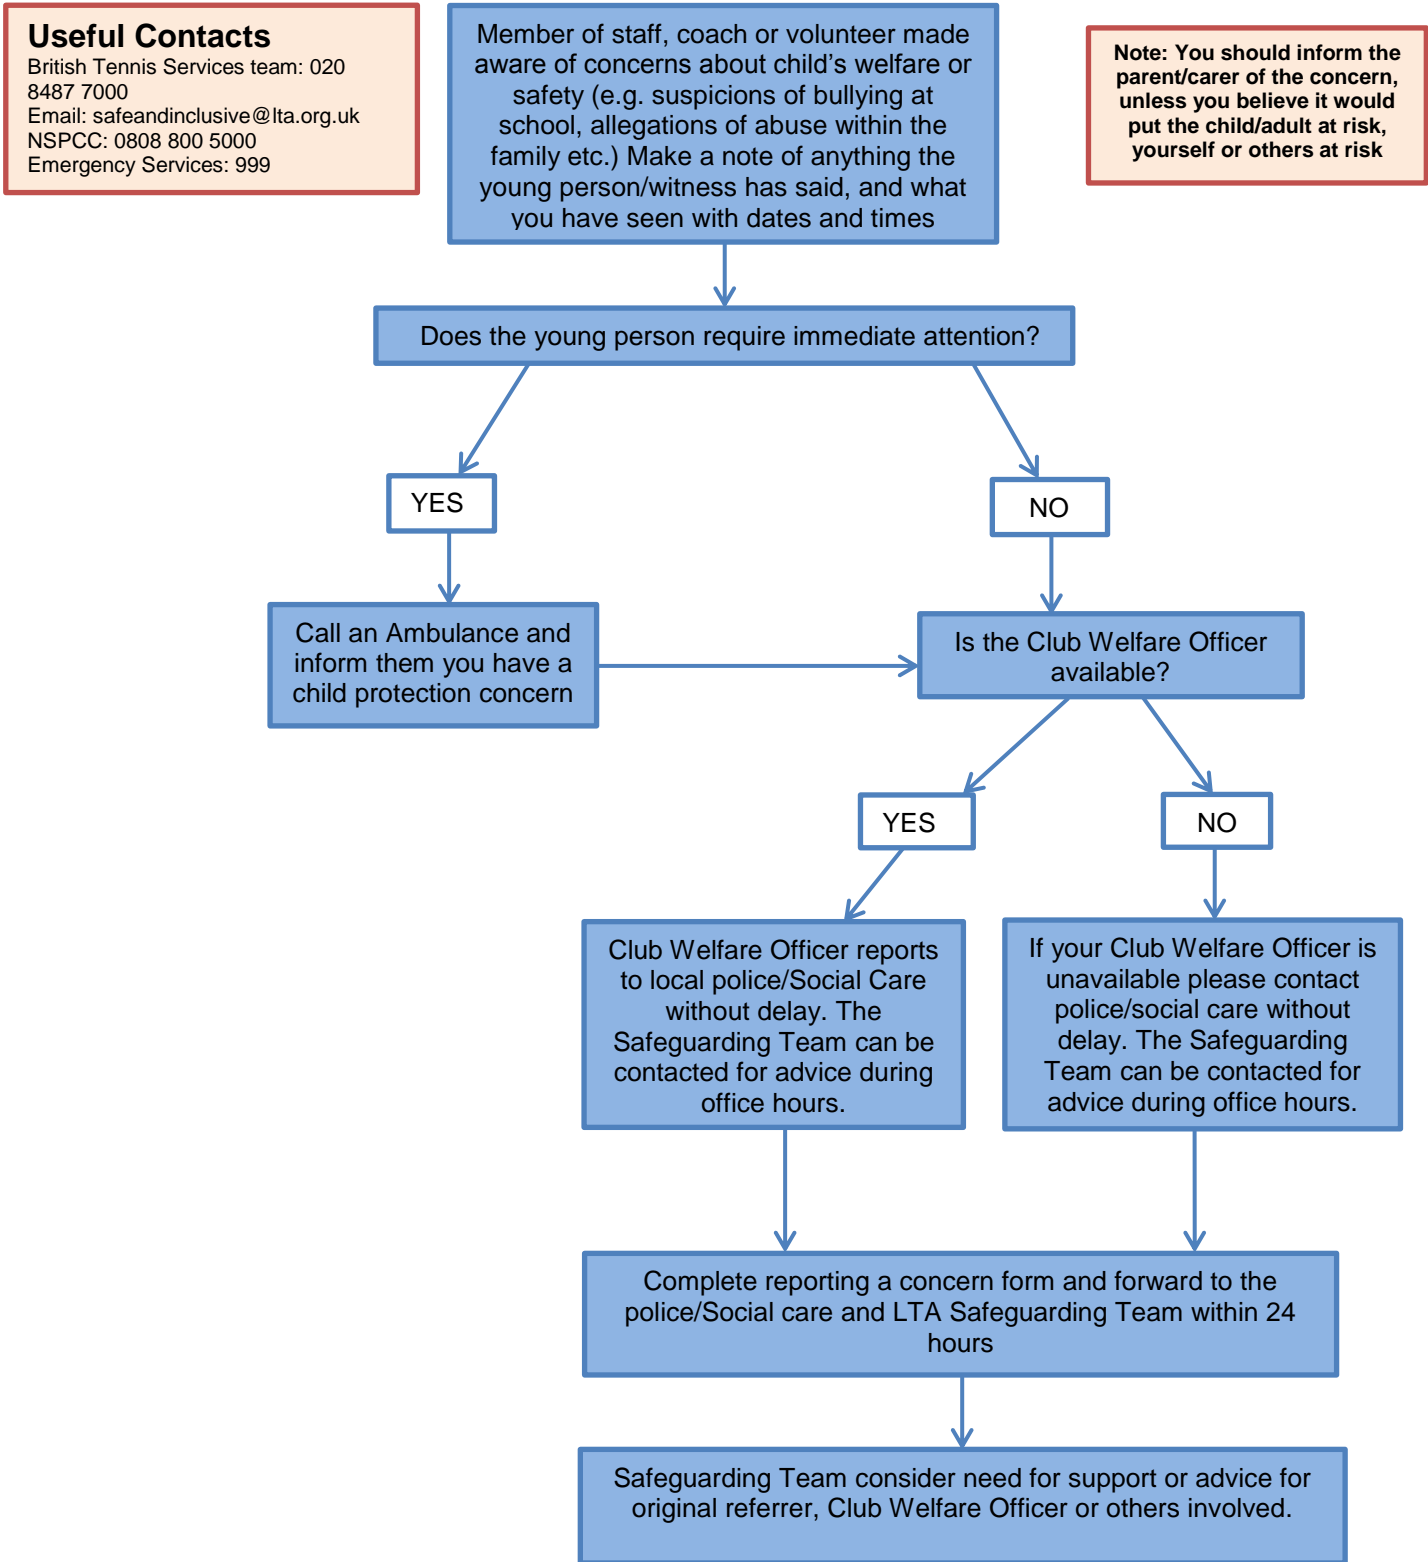 Useful Contacts
British Tennis Services team: 020
8487 7000
Email: safeandinclusive@lta.org.uk
NSPCC: 0808 800 5000
Emergency Services: 999
Member of staff, coach or volunteer made
aware of concerns about child’s welfare or
safety (e.g. suspicions of bullying at
school, allegations of abuse within the
family etc.) Make a note of anything the
young person/witness has said, and what
you have seen with dates and times
Note: You should inform the
parent/carer of the concern,
unless you believe it would
put the child/adult at risk,
yourself or others at risk
Does the young person require immediate attention?
YES
NO
Call an Ambulance and
inform them you have a
child protection concern
Is the Club Welfare Officer
available?
YES
NO
Club Welfare Officer reports
to local police/Social Care
without delay. The
Safeguarding Team can be
contacted for advice during
office hours.
If your Club Welfare Officer is
unavailable please contact
police/social care without
delay. The Safeguarding
Team can be contacted for
advice during office hours.
Complete reporting a concern form and forward to the
police/Social care and LTA Safeguarding Team within 24
hours
Safeguarding Team consider need for support or advice for
original referrer, Club Welfare Officer or others involved.